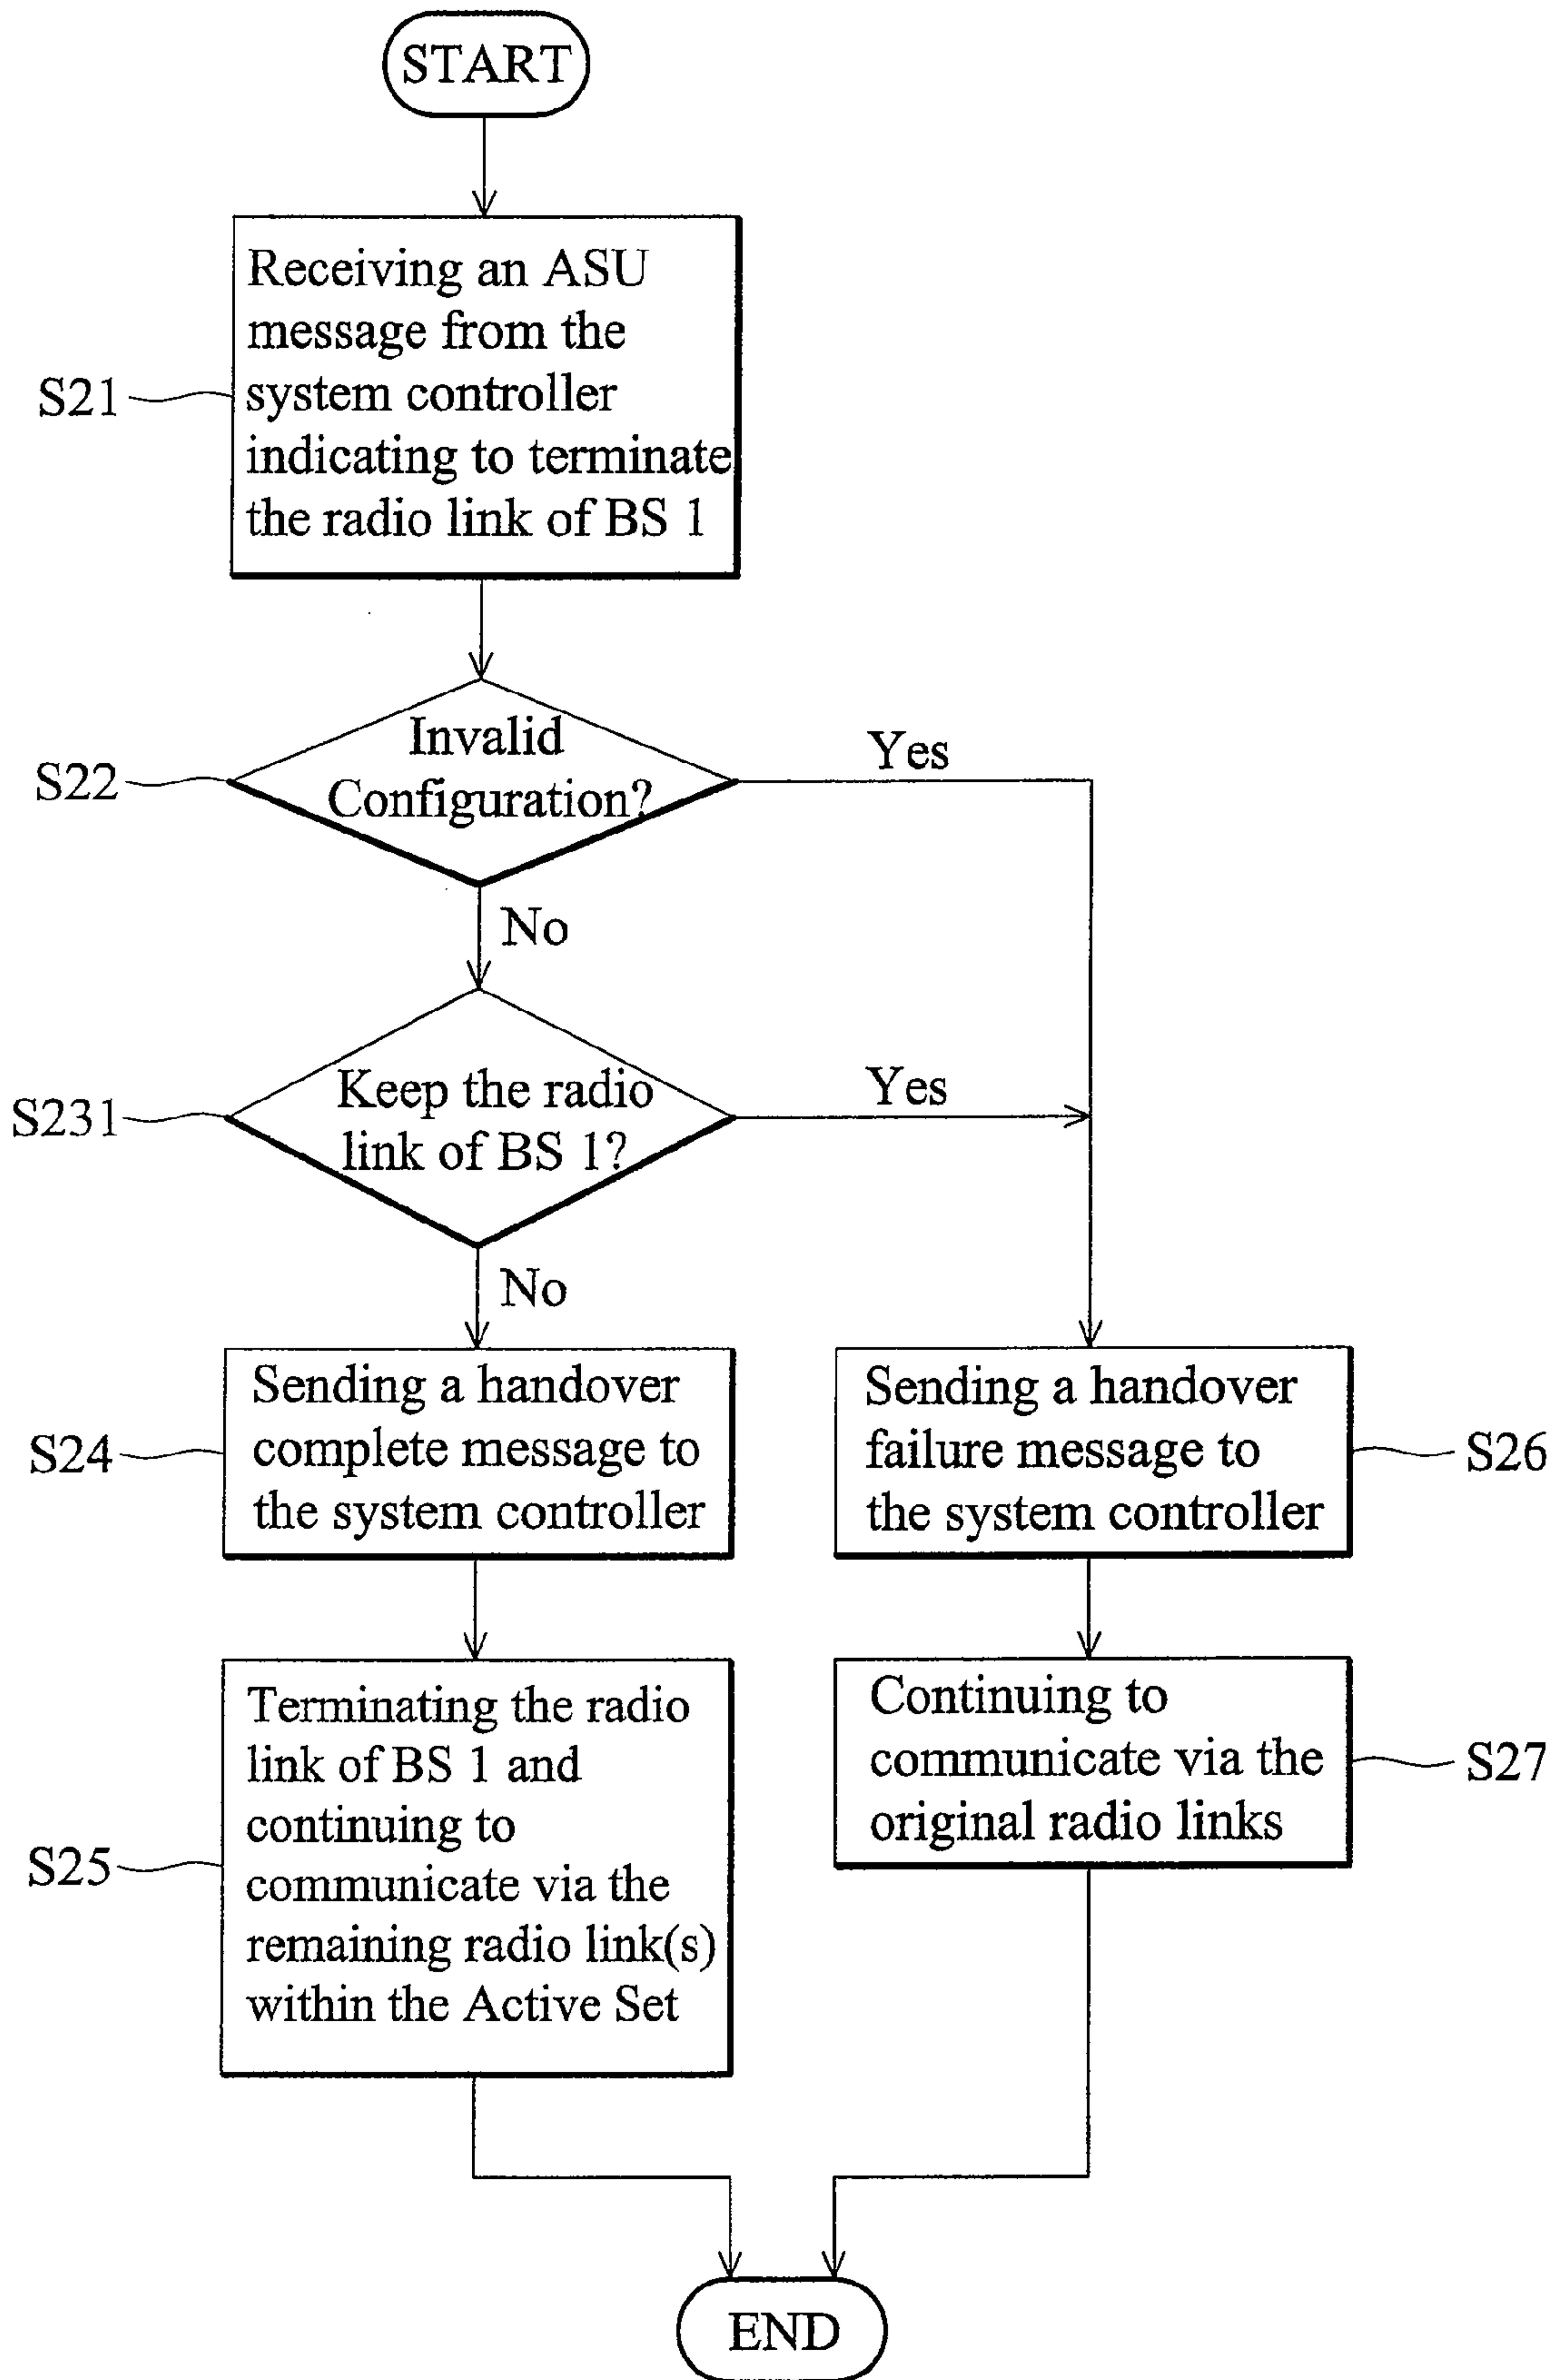 START
S21
Receiving an ASU
message from the
system controller
indicating to terminate
the radio link of BS 1
S22
Invalid
Configuration?
Yes
No
S231
Keep the radio
link of BS 1?
Yes
No
S24
Sending a handover
complete message to
the system controller
Sending a handover
failure message to
the system controller
S26
S25
Terminating the radio
link of BS 1 and
continuing to
communicate via the
remaining radio link(s)
within the Active Set
Continuing to
communicate via the
original radio links
S27
END